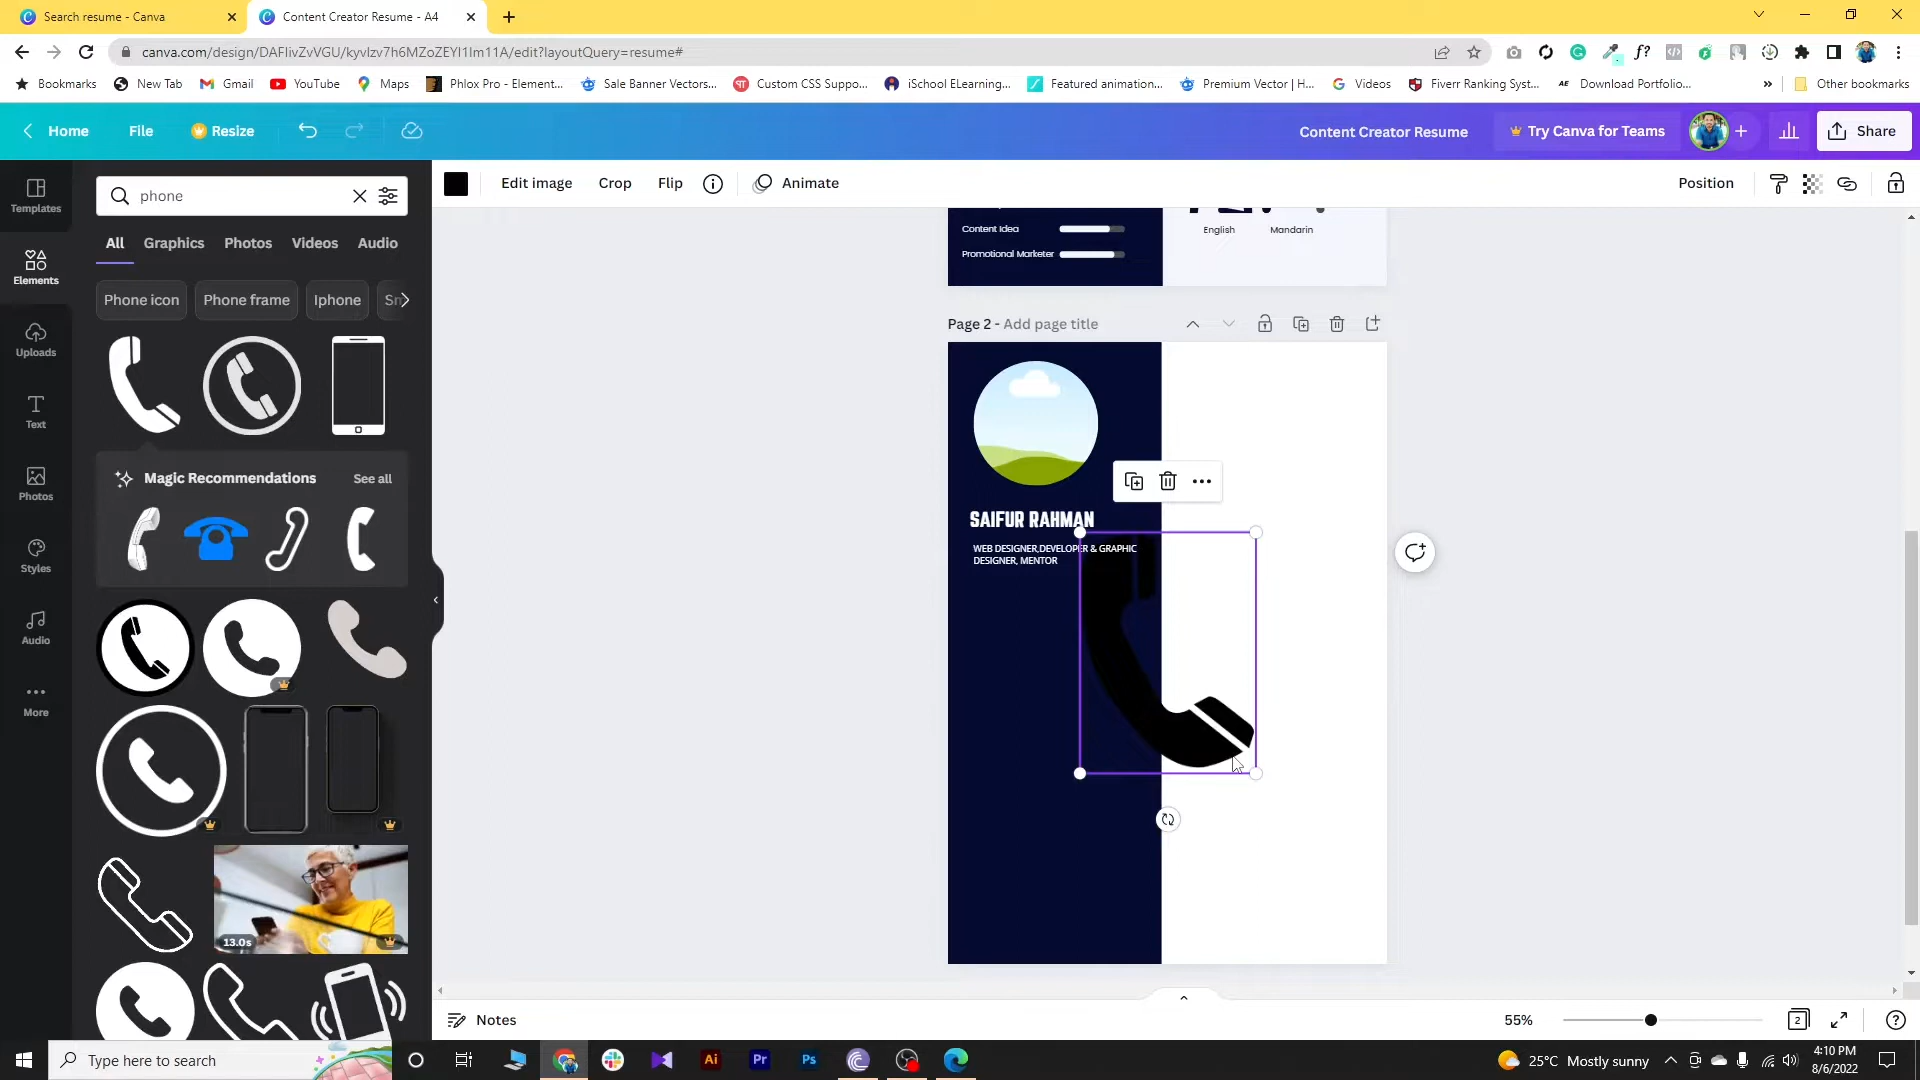 Search resume - Canva
Content Creator Resume - A4
canva.com/design/DAFIivZvVGU/kyvIzv7h6MZoZEYI1Im11A/edit?layoutQuery=resume#
Bookmarks
New Tab
Gmail
YouTube
Maps
Phlox Pro - Element...
Sale Banner Vectors...
Custom CSS Suppo...
iSchool ELearning...
Featured animation...
Premium Vector | H...
Videos
Fiverr Ranking Syst...
Download Portfolio...
Other bookmarks
Home
File
Resize
Content Creator Resume
Try Canva for Teams
Share
phone
Edit image
Crop
Flip
Animate
Position
Templates
Elements
Uploads
Text
Photos
Styles
Audio
More
All
Graphics
Photos
Videos
Audio
Phone icon
Phone frame
Iphone
Magic Recommendations
See all
13.0s
Content Idea
Promotional Marketer
English
Mandarin
Page 2 - Add page title
SAIFUR RAHMAN
WEB DESIGNER,DEVELOPER & GRAPHIC
DESIGNER, MENTOR
Notes
55%
2
Type here to search
25°C Mostly sunny
4:10 PM
8/6/2022